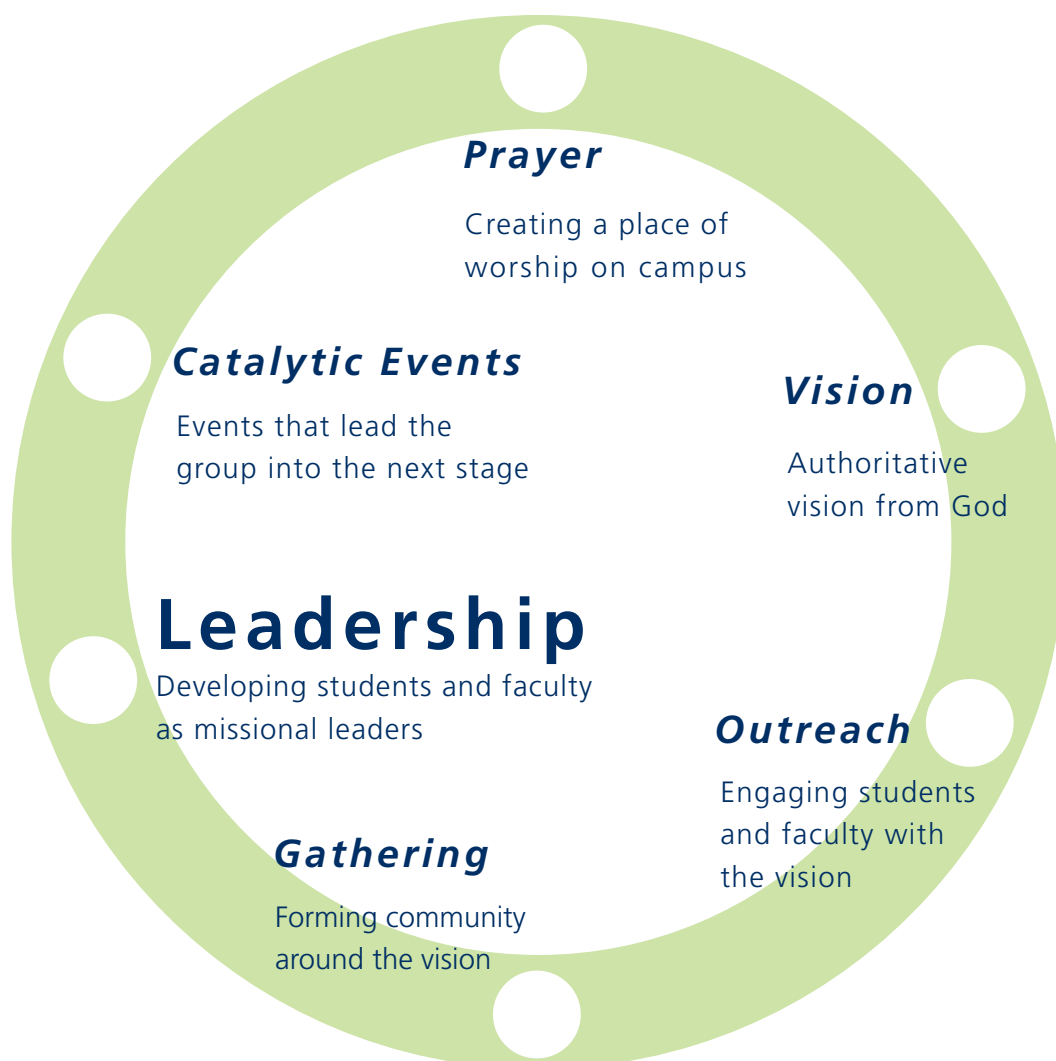 Prayer
Creating a place of
worship on campus
Catalytic Events
Events that lead the
group into the next stage
Vision
Authoritative
vision from God
Leadership
Developing students and faculty
as missional leaders
Outreach
Engaging students
and faculty with
the vision
Gathering
Forming community
around the vision